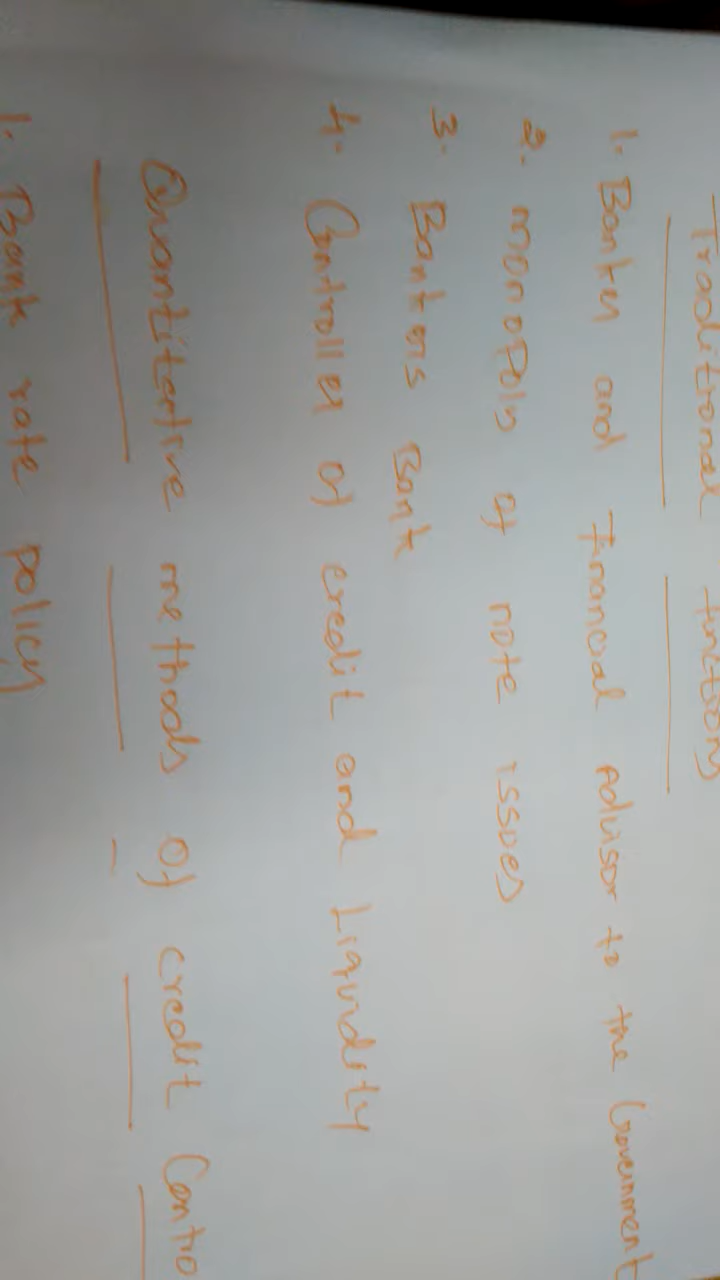 Traditional functions
1. Banker and Financial Advisor to the Government
2. monopoly of note issues
3. Bankers Bank
4. Controller of credit and Liquidity
Quantitative methods of credit Contro
1. Bank rate policy